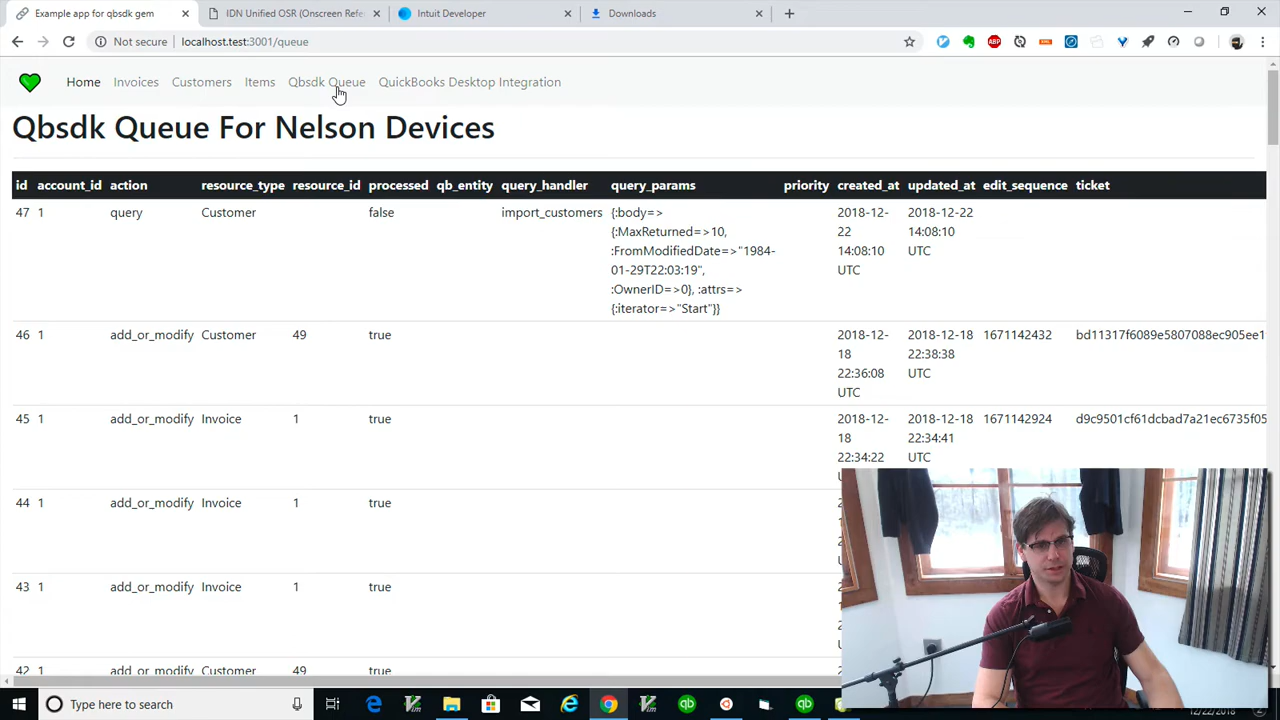 Example app for qbsdk gem
IDN Unified OSR (Onscreen Refe
Intuit Developer
Downloads
Not secure
localhost.test:3001/queue
ABP
Home Invoices Customers Items Qbsdk Queue QuickBooks Desktop Integration
Qbsdk Queue For Nelson Devices
id account_id action resource_type resource_id processed qb_entity query_handler query_params priority created_at updated_at edit_sequence ticket
47 1 query Customer false import_customers {:body=> 2018-12- 2018-12-22
{:MaxReturned=>10, 22 14:08:10
:FromModifiedDate=>"1984- 14:08:10 UTC
01-29T22:03:19", UTC
:OwnerID=>0}, :attrs=>
{:iterator=>"Start"}}
46 1 add_or_modify Customer 49 true 2018-12- 2018-12-18 1671142432 bd11317f6089e5807088ec905ee1
18 22:38:38
22:36:08 UTC
UTC
45 1 add_or_modify Invoice 1 true 2018-12- 2018-12-18 1671142924 d9c9501cf61dcbad7a21ec6735f05
18 22:34:41
22:34:22 UTC
44 1 add_or_modify Invoice 1 true
43 1 add_or_modify Invoice 1 true
42 1 add_or_modify Customer 49 true
Type here to search
qb
qb
12/22/2018